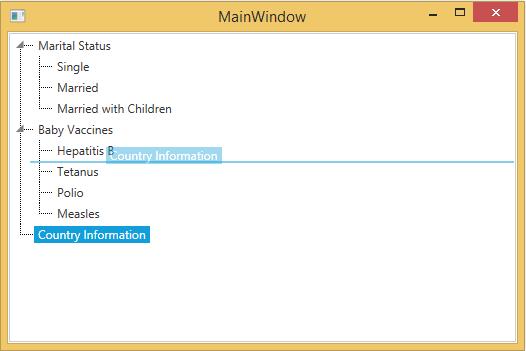 MainWindow
Marital Status
Single
Married
Married with Children
Baby Vaccines
Hepatitis B
Country Information
Tetanus
Polio
Measles
Country Information